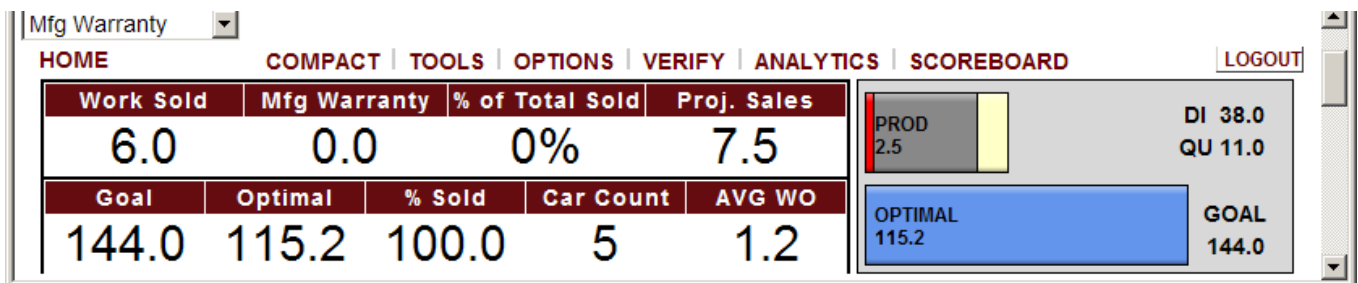 Mfg Warranty
HOME COMPACT TOOLS OPTIONS VERIFY ANALYTICS SCOREBOARD LOGOUT
Work Sold Mfg Warranty % of Total Sold Proj. Sales
6.0 0.0 0% 7.5
Goal Optimal % Sold Car Count AVG WO
144.0 115.2 100.0 5 1.2
PROD
2.5
DI 38.0
QU 11.0
OPTIMAL
115.2
GOAL
144.0